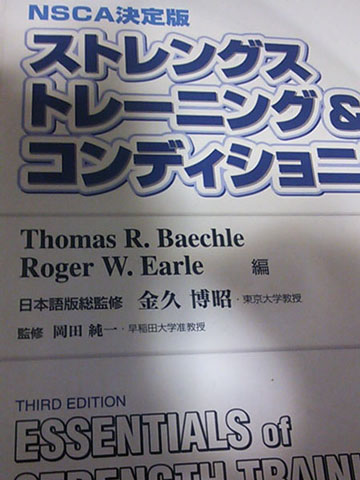 NSCA決定版
ストレングス
トレーニング&
コンディショニ
Thomas R. Baechle
Roger W. Earle 編
日本語版総監修 金久 博昭・東京大学教授
監修 岡田 純一・早稲田大学准教授
THIRD EDITION
ESSENTIALS of
STRENGTH TRAINI